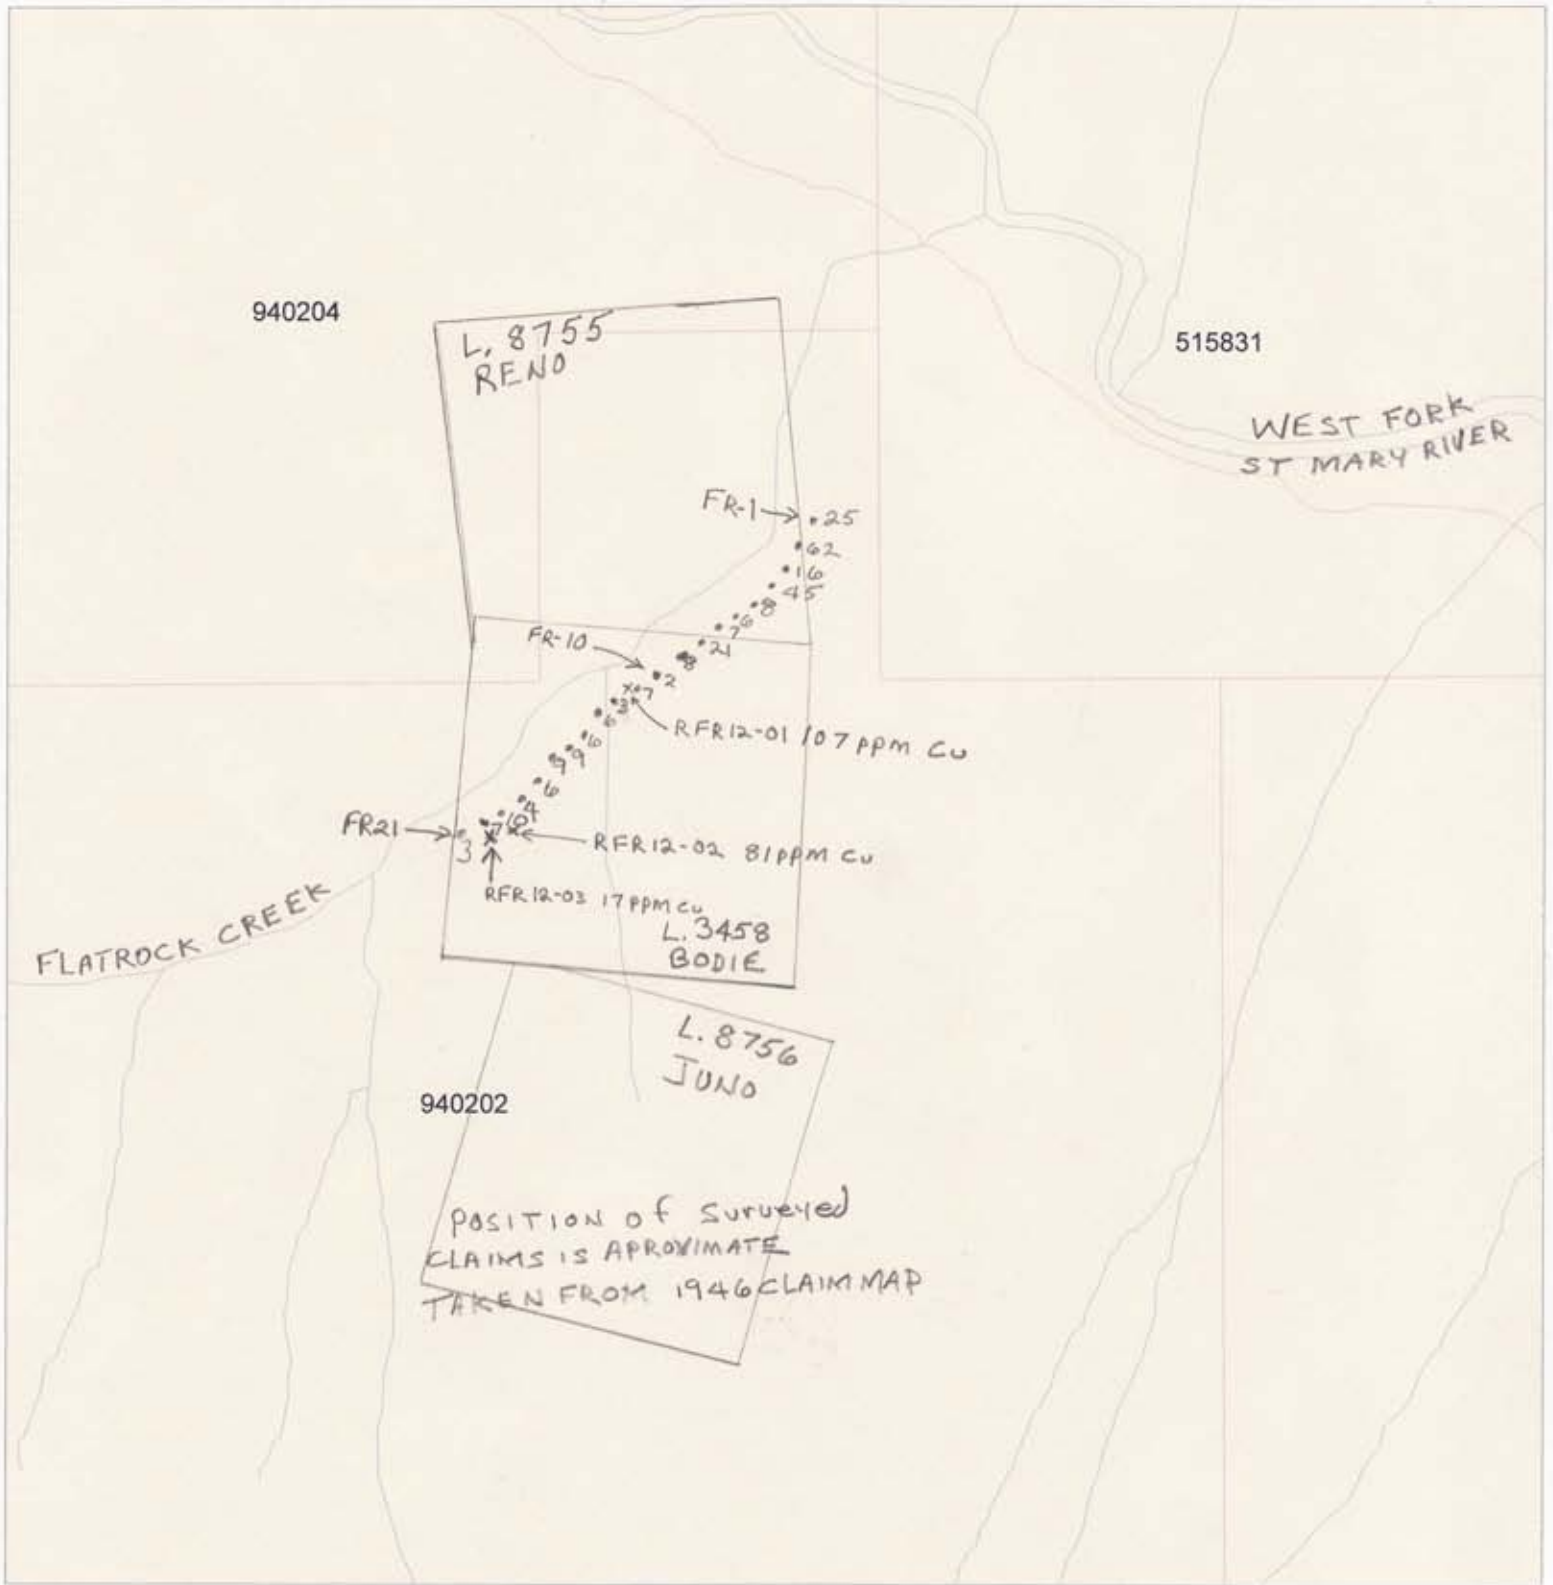 940204
L. 8755
RENO
515831
WEST FORK
ST MARY RIVER
FR-1
25
62
16
45
8
6
7
21
8
FR-10
2
7
3
6
RFR12-01 107 ppm Cu
6
9
9
6
4
10
7
FR21
3
RFR12-02 81 ppm Cu
RFR12-03 17 ppm Cu
FLATROCK CREEK
L. 3458
BODIE
L. 8756
JUNO
940202
POSITION of Surveyed
CLAIMS IS APROXIMATE
TAKEN FROM 1946 CLAIM MAP